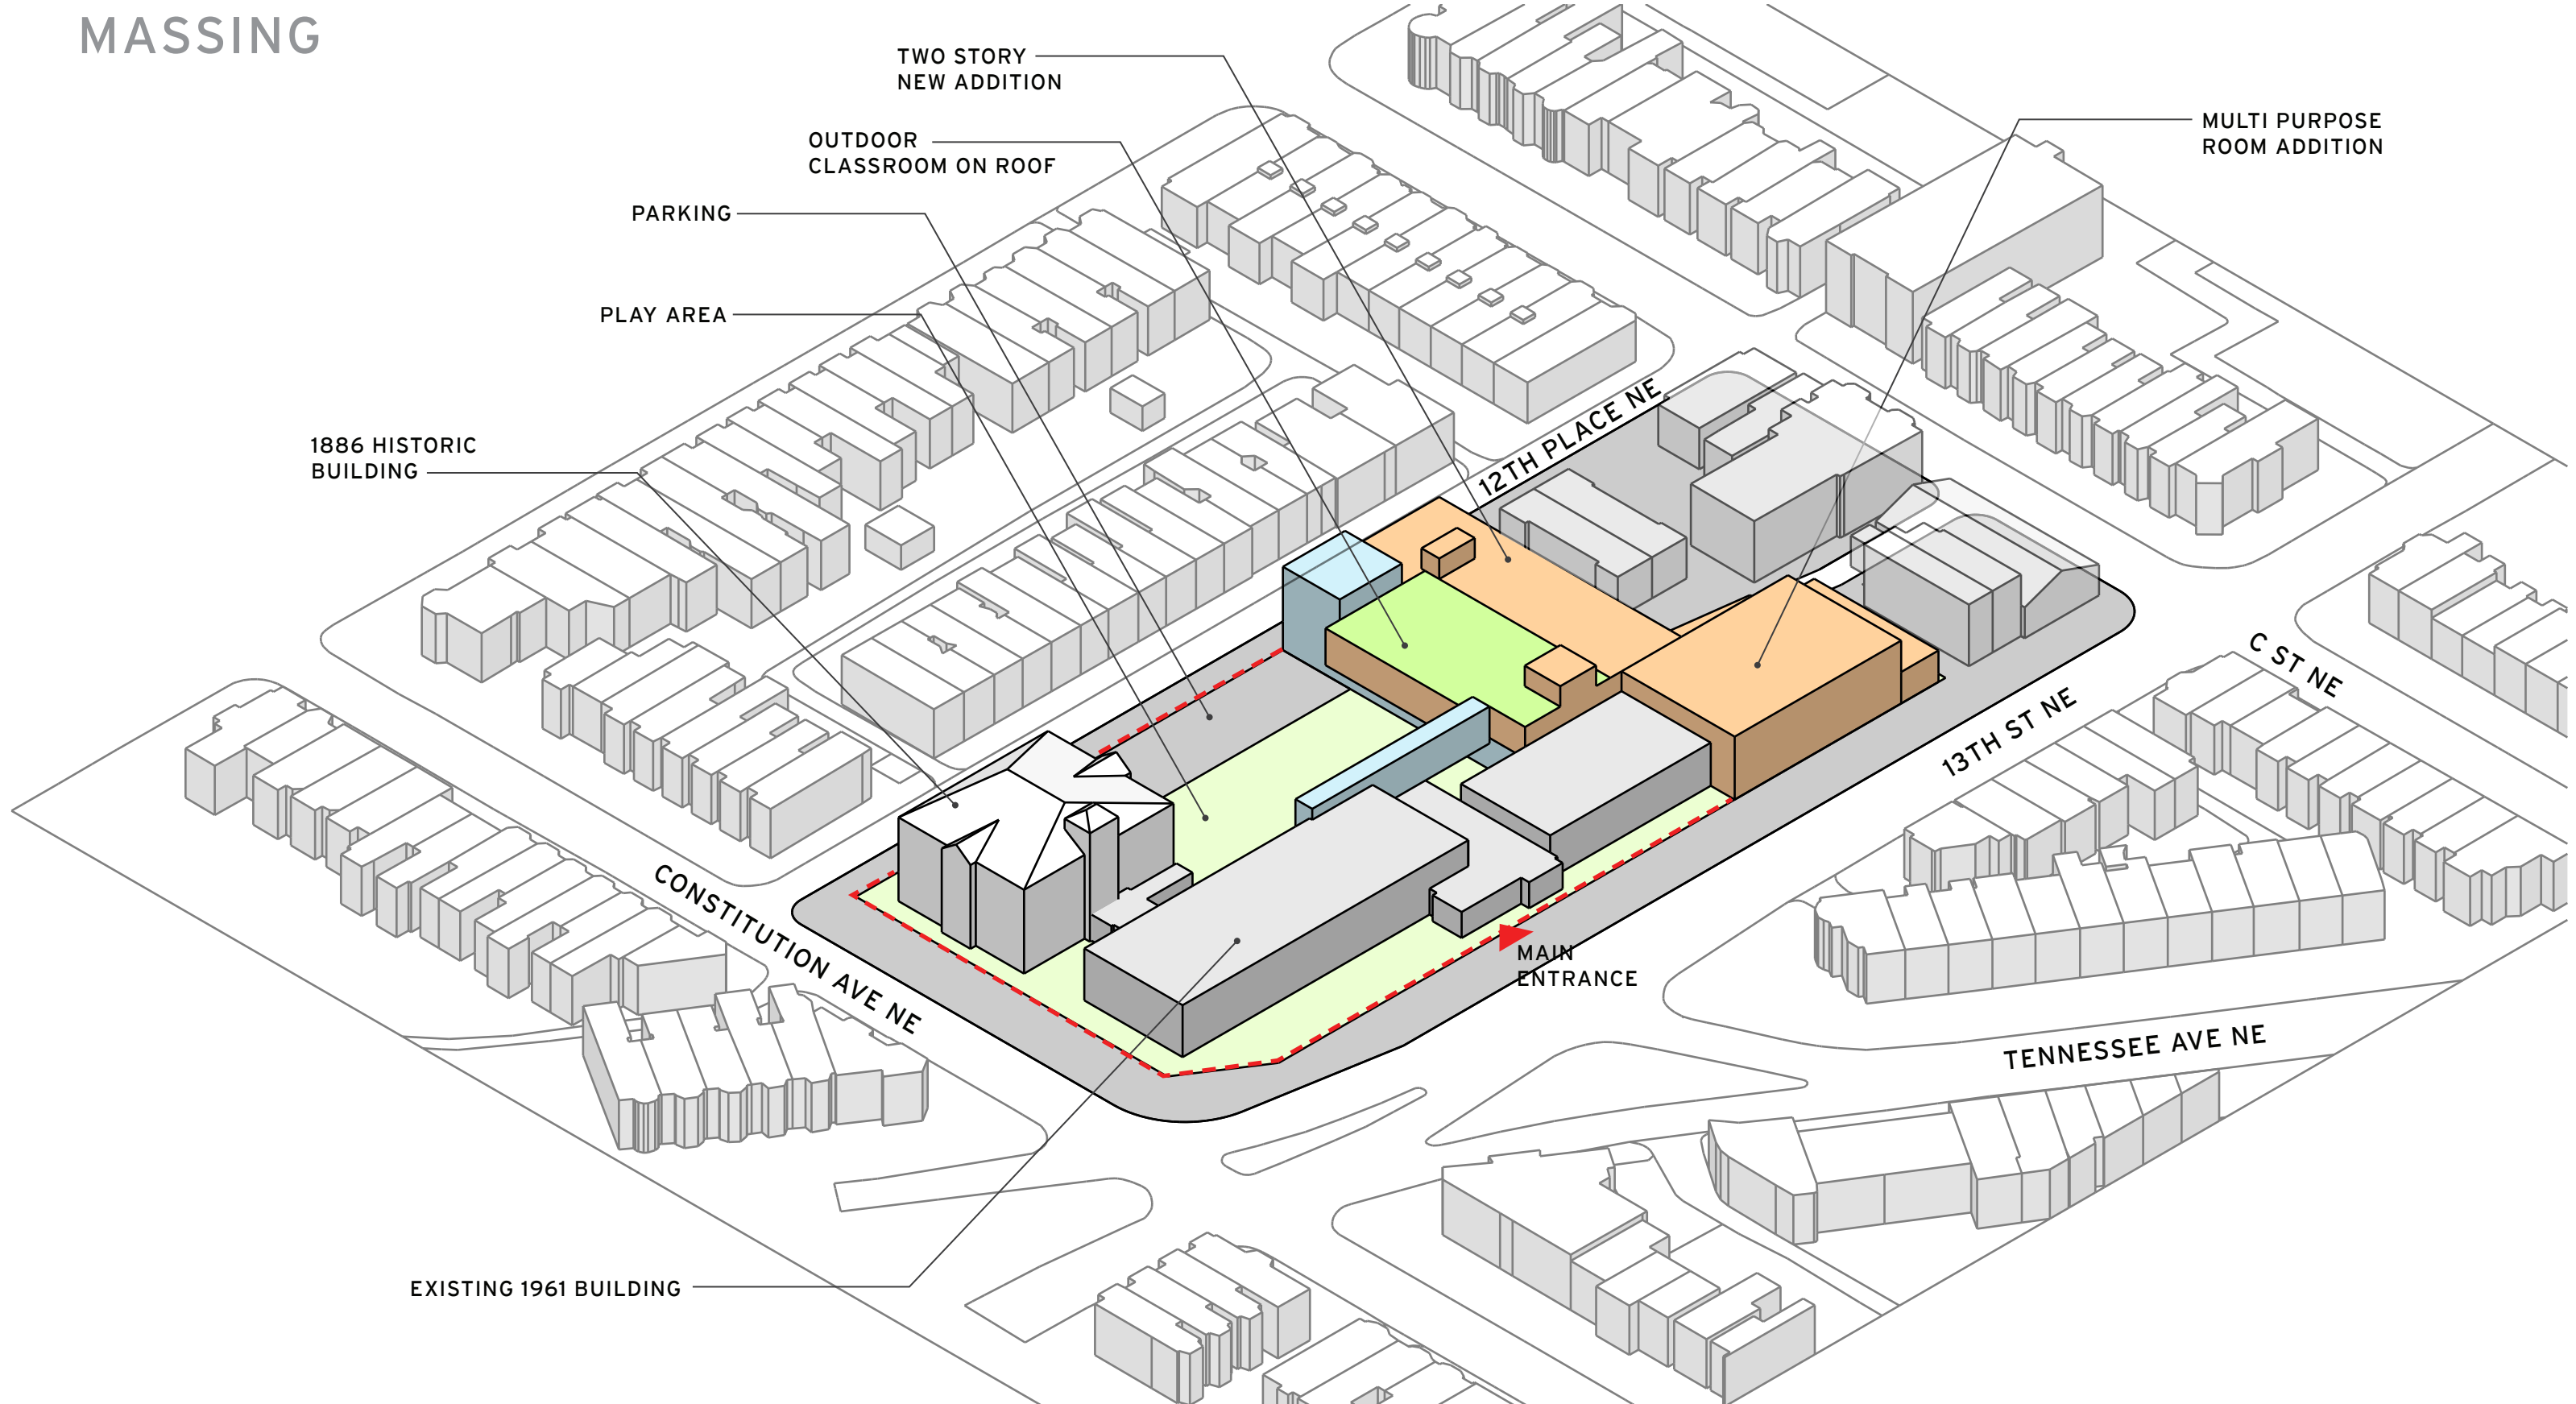 MASSING
TWO STORY
NEW ADDITION
OUTDOOR
CLASSROOM ON ROOF
PARKING
PLAY AREA
1886 HISTORIC
BUILDING
MULTI PURPOSE
ROOM ADDITION
12TH PLACE NE
C ST NE
13TH ST NE
CONSTITUTION AVE NE
MAIN
ENTRANCE
TENNESSEE AVE NE
EXISTING 1961 BUILDING